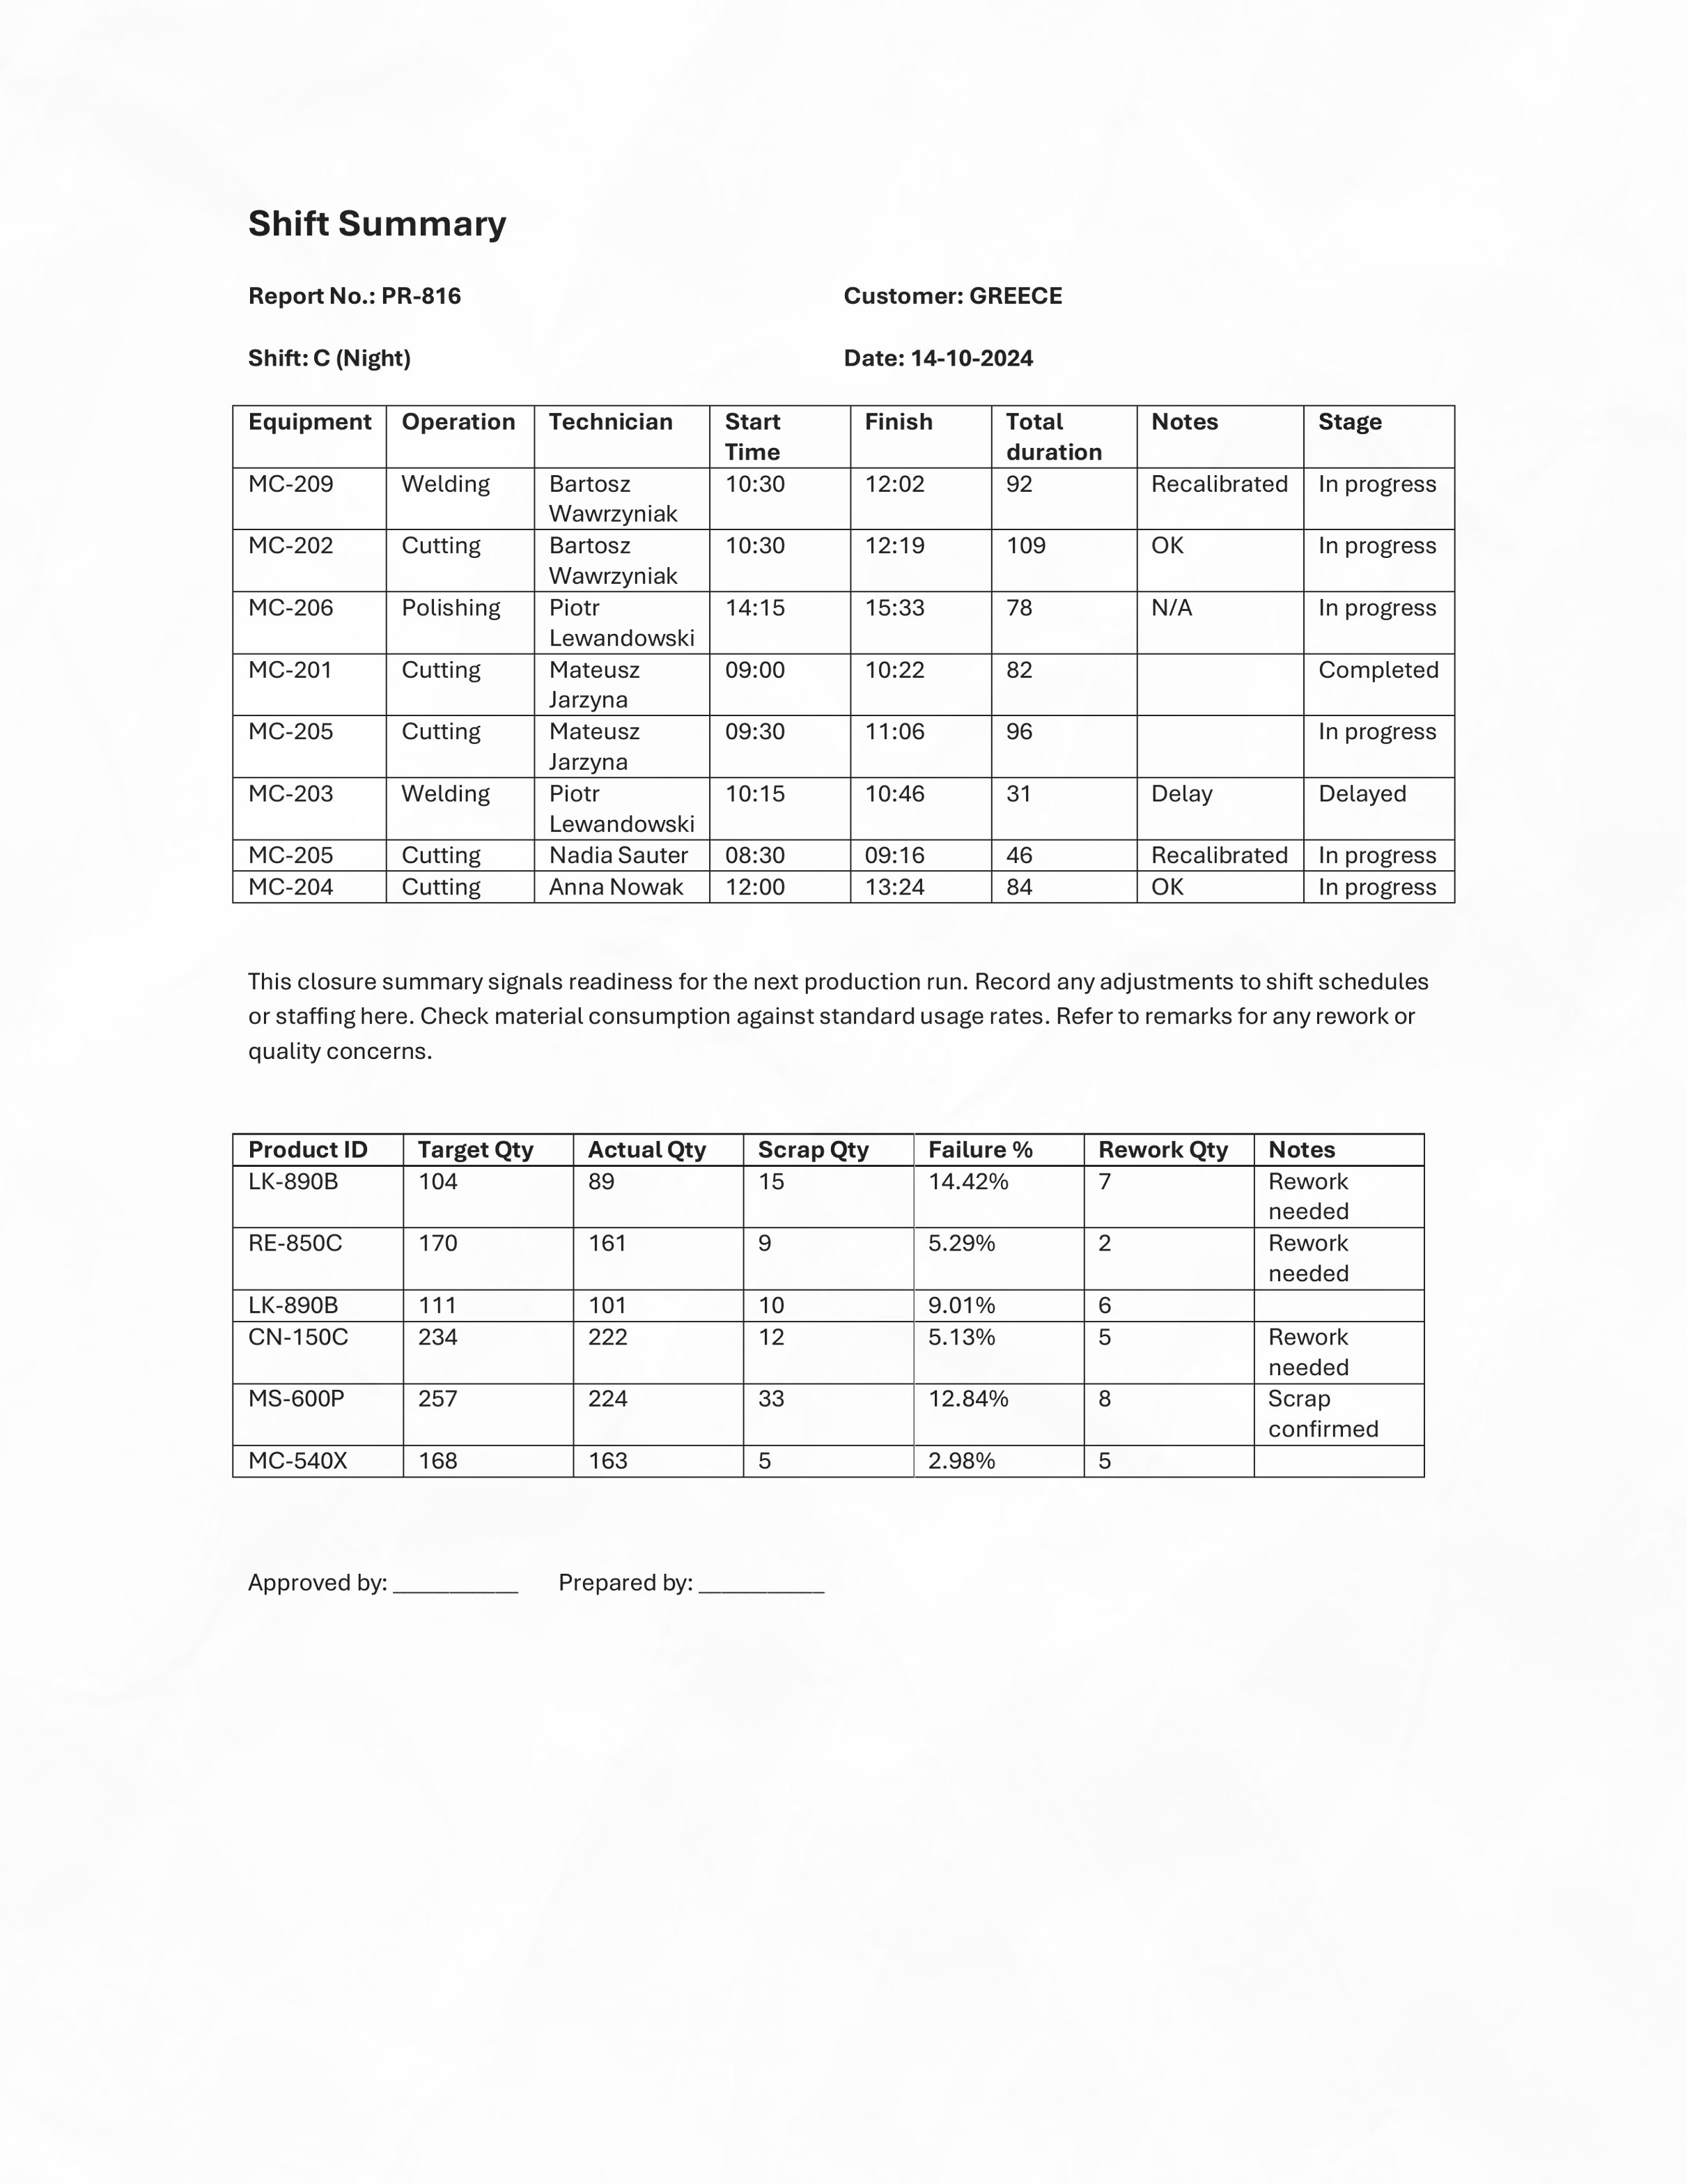 Shift Summary
Report No.: PR-816 Customer: GREECE
Shift: C (Night) Date: 14-10-2024
Equipment Operation Technician Start Time Finish Total duration Notes Stage
MC-209 Welding Bartosz Wawrzyniak 10:30 12:02 92 Recalibrated In progress
MC-202 Cutting Bartosz Wawrzyniak 10:30 12:19 109 OK In progress
MC-206 Polishing Piotr Lewandowski 14:15 15:33 78 N/A In progress
MC-201 Cutting Mateusz Jarzyna 09:00 10:22 82 Completed
MC-205 Cutting Mateusz Jarzyna 09:30 11:06 96 In progress
MC-203 Welding Piotr Lewandowski 10:15 10:46 31 Delay Delayed
MC-205 Cutting Nadia Sauter 08:30 09:16 46 Recalibrated In progress
MC-204 Cutting Anna Nowak 12:00 13:24 84 OK In progress
This closure summary signals readiness for the next production run. Record any adjustments to shift schedules
or staffing here. Check material consumption against standard usage rates. Refer to remarks for any rework or
quality concerns.
Product ID Target Qty Actual Qty Scrap Qty Failure % Rework Qty Notes
LK-890B 104 89 15 14.42% 7 Rework needed
RE-850C 170 161 9 5.29% 2 Rework needed
LK-890B 111 101 10 9.01% 6
CN-150C 234 222 12 5.13% 5 Rework needed
MS-600P 257 224 33 12.84% 8 Scrap confirmed
MC-540X 168 163 5 2.98% 5
Approved by: __________ Prepared by: __________